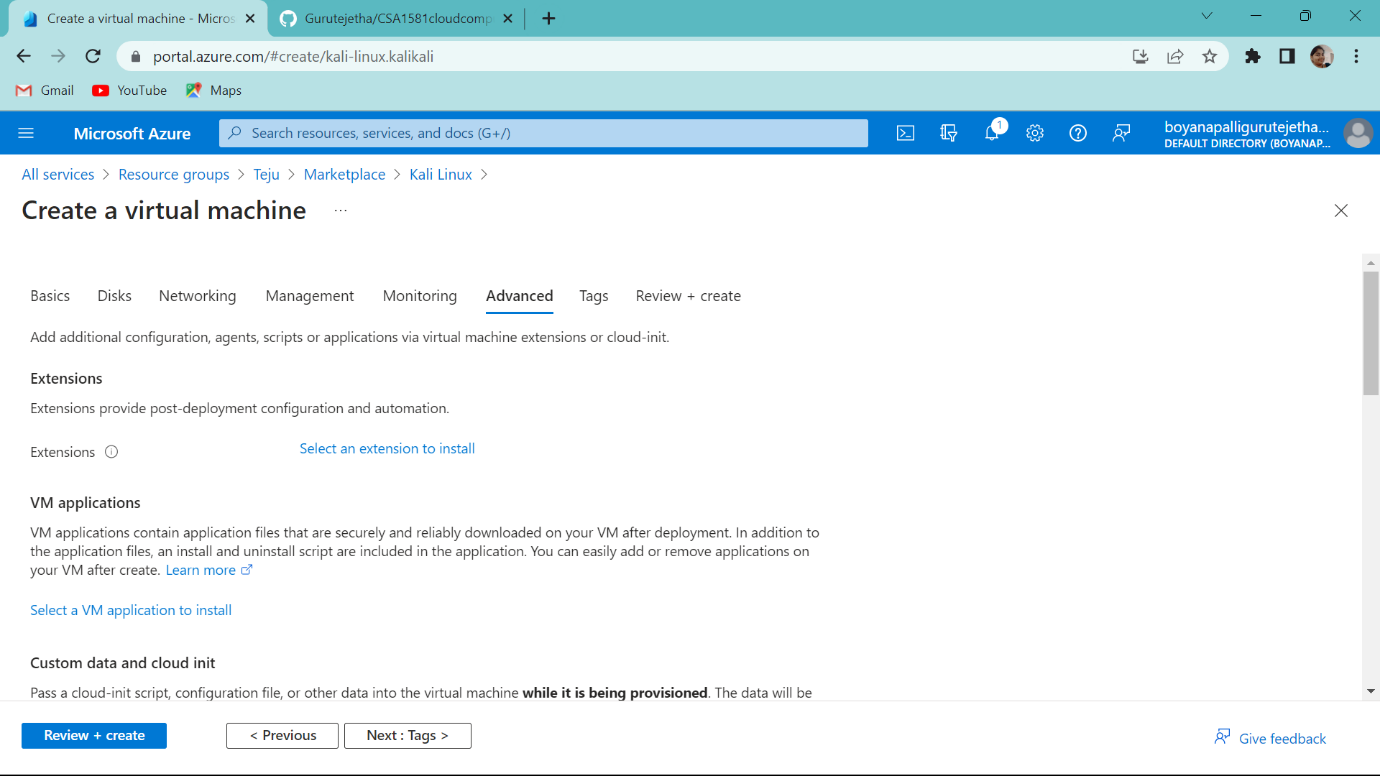 Create a virtual machine - Micros
Gurutejetha/CSA1581cloudcomp
portal.azure.com/#create/kali-linux.kalikali
Gmail
YouTube
Maps
Microsoft Azure
Search resources, services, and docs (G+/)
1
boyanapalligurutejetha...
DEFAULT DIRECTORY (BOYANAP...
All services > Resource groups > Teju > Marketplace > Kali Linux >
Create a virtual machine ...
Basics Disks Networking Management Monitoring Advanced Tags Review + create
Add additional configuration, agents, scripts or applications via virtual machine extensions or cloud-init.
Extensions
Extensions provide post-deployment configuration and automation.
Extensions
Select an extension to install
VM applications
VM applications contain application files that are securely and reliably downloaded on your VM after deployment. In addition to
the application files, an install and uninstall script are included in the application. You can easily add or remove applications on
your VM after create. Learn more
Select a VM application to install
Custom data and cloud init
Pass a cloud-init script, configuration file, or other data into the virtual machine while it is being provisioned. The data will be
Review + create
< Previous
Next : Tags >
Give feedback